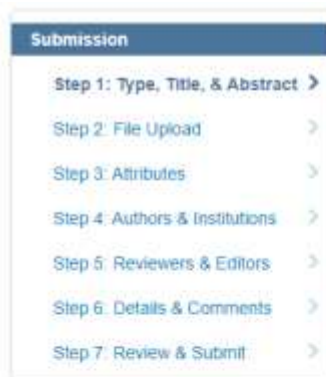 Submission
Step 1: Type, Title, & Abstract >
Step 2: File Upload >
Step 3: Attributes >
Step 4: Authors & Institutions >
Step 5: Reviewers & Editors >
Step 6: Details & Comments >
Step 7: Review & Submit >